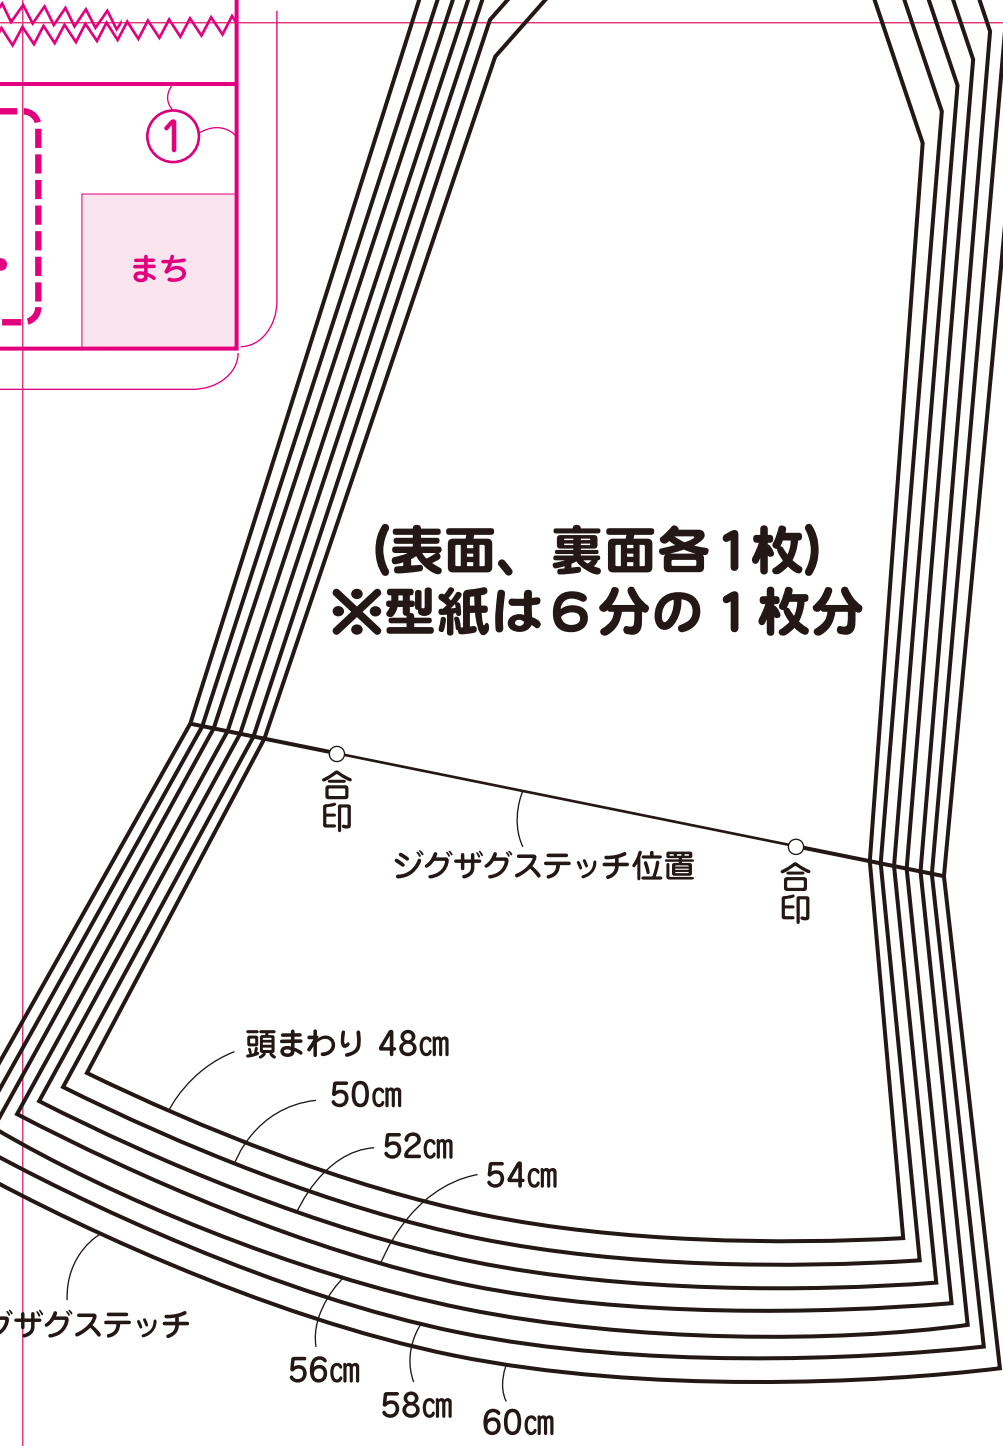 1
まち
(表面、裏面各1枚)
※型紙は6分の1枚分
合印
ジグザグステッチ位置
合印
頭まわり 48cm
50cm
52cm
54cm
グザグステッチ
56cm
58cm
60cm